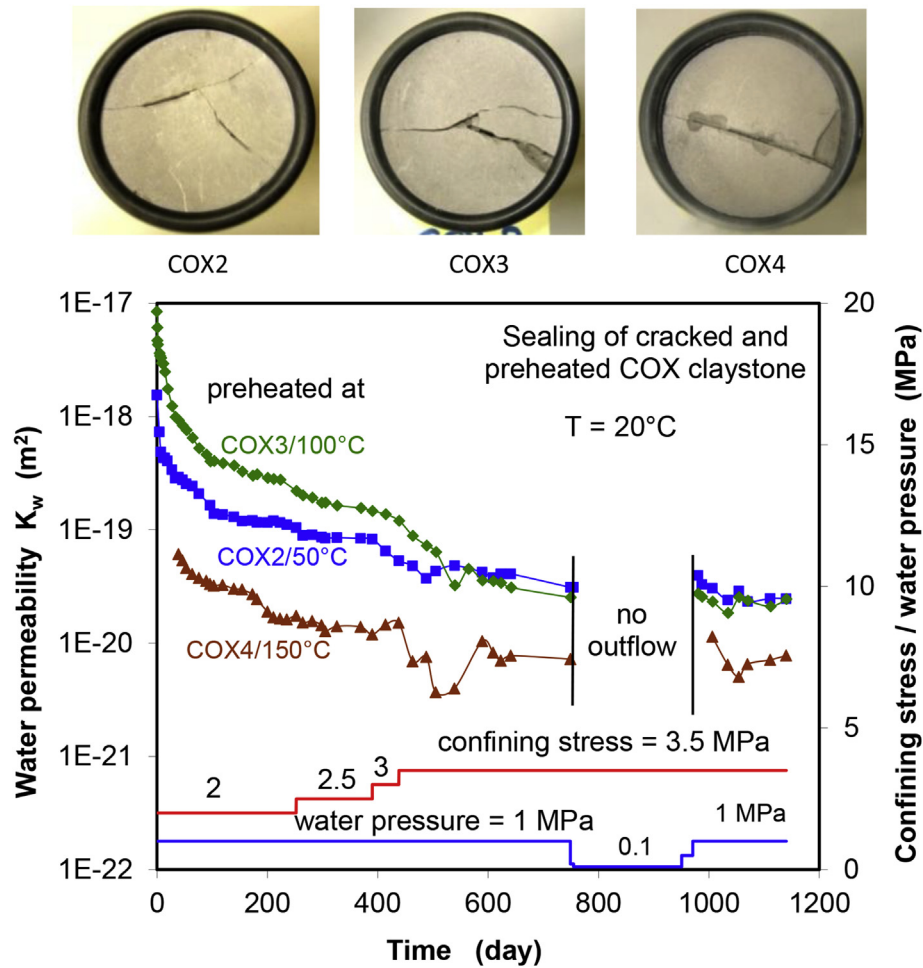 COX2
COX3
COX4
1E-17
1E-18
1E-19
1E-20
1E-21
1E-22
Water permeability Kw (m²)
20
15
10
5
0
Confining stress / water pressure (MPa)
Sealing of cracked and
preheated COX claystone
T = 20°C
preheated at
COX3/100°C
COX2/50°C
COX4/150°C
no
outflow
confining stress = 3.5 MPa
2
2.5
3
water pressure = 1 MPa
0.1
1 MPa
0
200
400
600
800
1000
1200
Time (day)